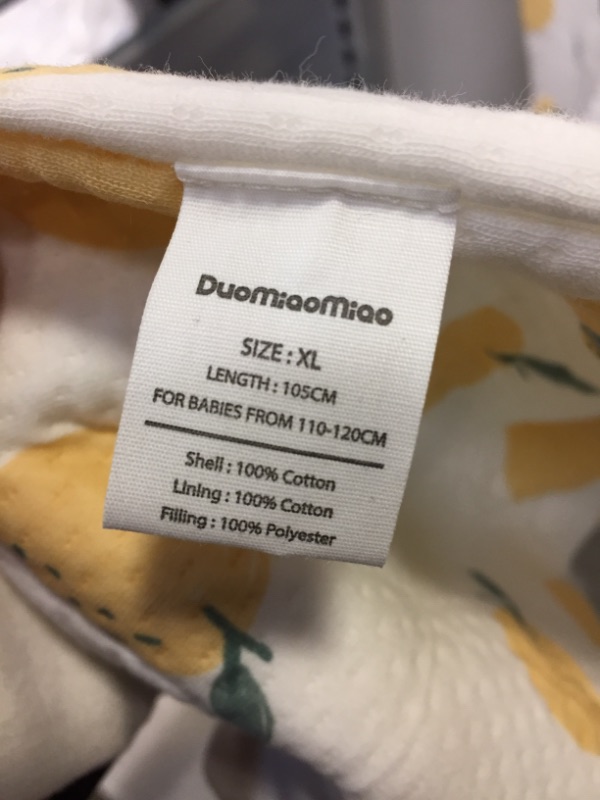 DuoMiaoMiao
SIZE : XL
LENGTH : 105CM
FOR BABIES FROM 110-120CM
Shell : 100% Cotton
Lining : 100% Cotton
Filling : 100% Polyester